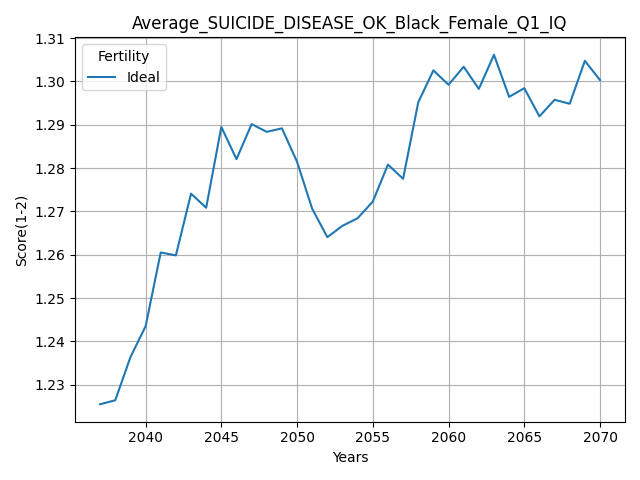 Average_SUICIDE_DISEASE_OK_Black_Female_Q1_IQ
Fertility
Ideal
Score(1-2)
1.31
1.30
1.29
1.28
1.27
1.26
1.25
1.24
1.23
2040 2045 2050 2055 2060 2065 2070
Years